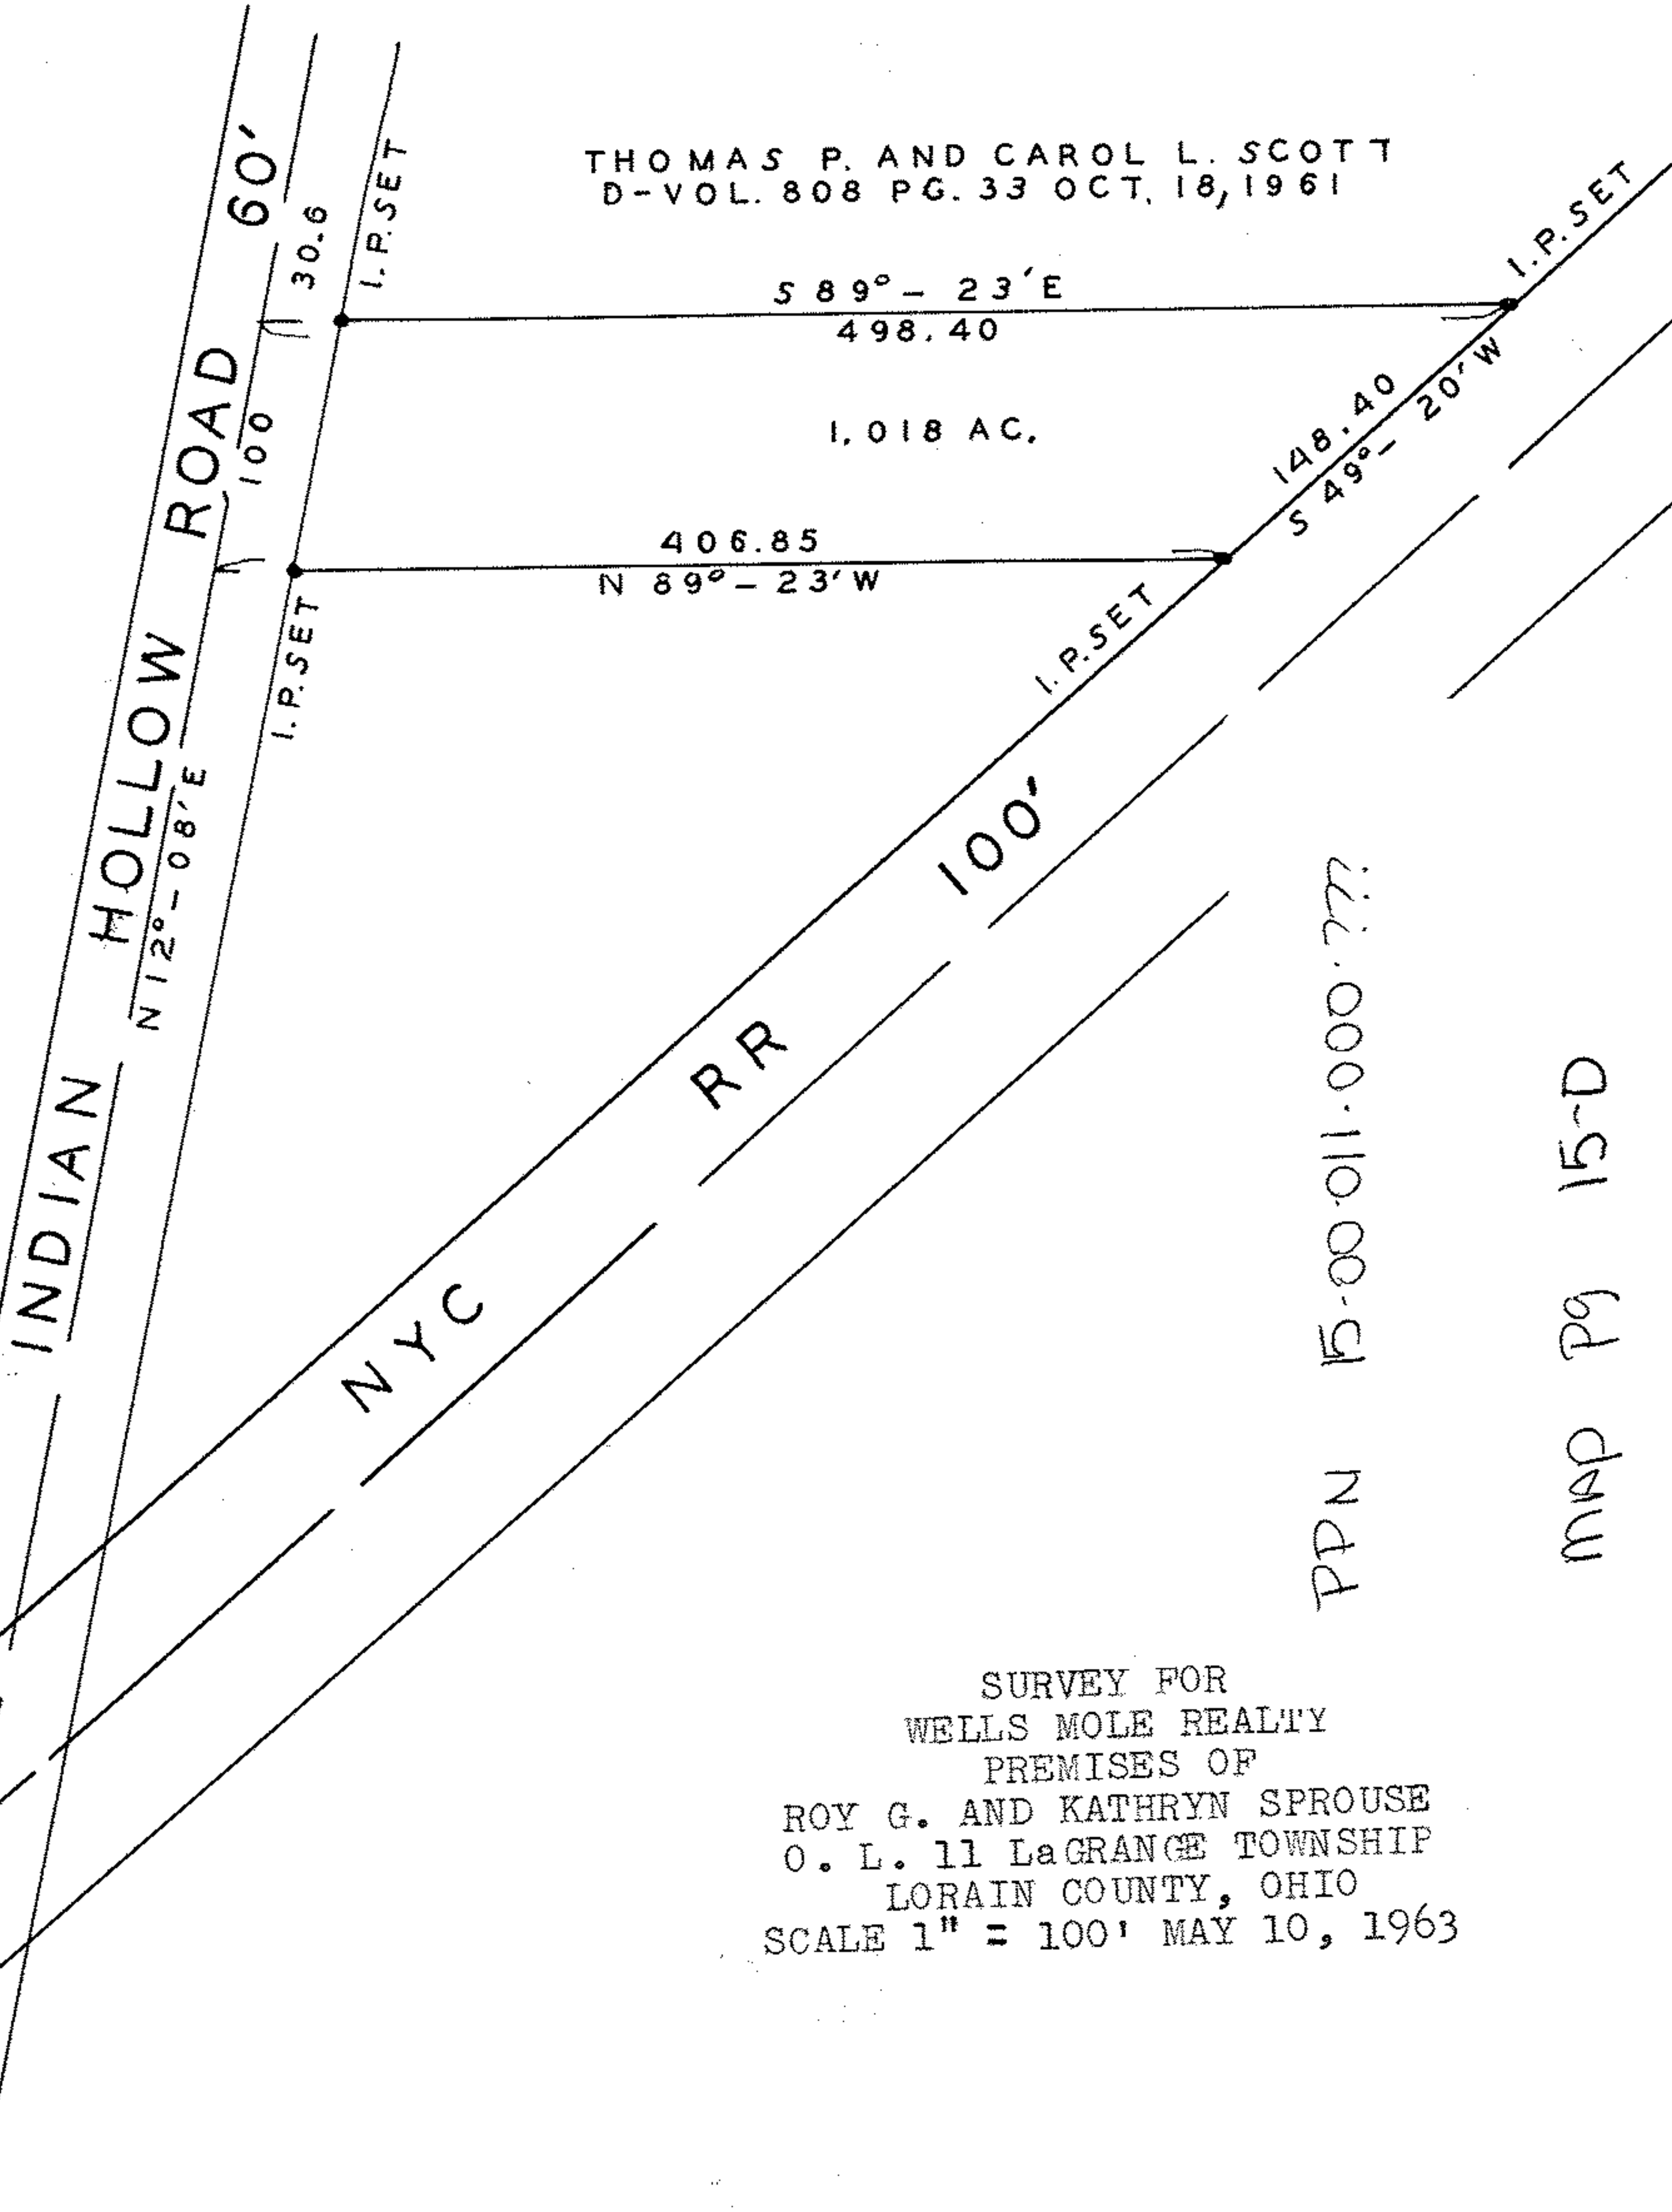 THOMAS P. AND CAROL L. SCOTT
D-VOL. 808 PG. 33 OCT. 18, 1961
60'
30.6
I.P. SET
I.P. SET
S 89° - 23' E
498.40
1.018 AC.
148.40
S 49° - 20' W
100
406.85
N 89° - 23' W
I.P. SET
I.P. SET
INDIAN HOLLOW ROAD
N 12° - 08' E
NYC RR 100'
PPN 15-00-011-000-???
MAP pg 15-D
SURVEY FOR
WELLS MOLE REALTY
PREMISES OF
ROY G. AND KATHRYN SPROUSE
O. L. 11 LaGRANGE TOWNSHIP
LORAIN COUNTY, OHIO
SCALE 1" = 100' MAY 10, 1963